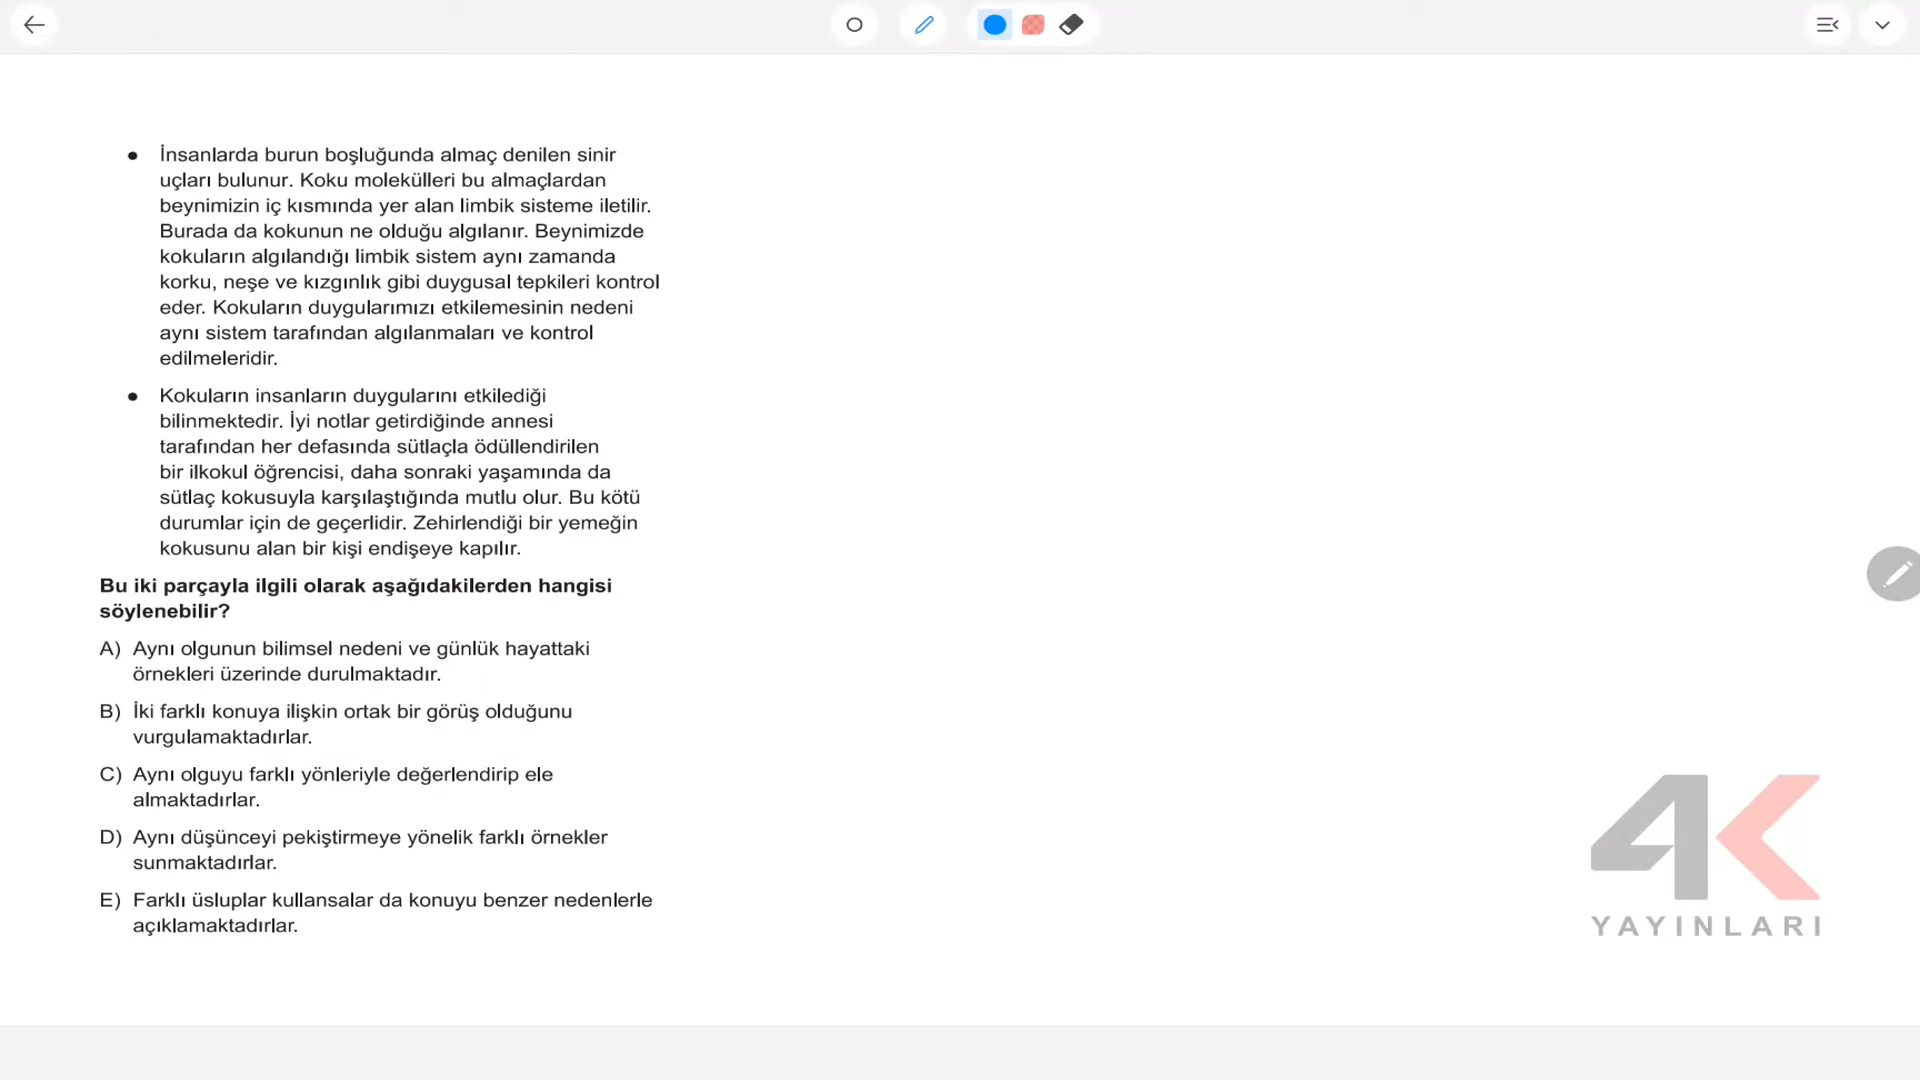 ● İnsanlarda burun boşluğunda almaç denilen sinir
uçları bulunur. Koku molekülleri bu almaçlardan
beynimizin iç kısmında yer alan limbik sisteme iletilir.
Burada da kokunun ne olduğu algılanır. Beynimizde
kokuların algılandığı limbik sistem aynı zamanda
korku, neşe ve kızgınlık gibi duygusal tepkileri kontrol
eder. Kokuların duygularımızı etkilemesinin nedeni
aynı sistem tarafından algılanmaları ve kontrol
edilmeleridir.
● Kokuların insanların duygularını etkilediği
bilinmektedir. İyi notlar getirdiğinde annesi
tarafından her defasında sütlaçla ödüllendirilen
bir ilkokul öğrencisi, daha sonraki yaşamında da
sütlaç kokusuyla karşılaştığında mutlu olur. Bu kötü
durumlar için de geçerlidir. Zehirlendiği bir yemeğin
kokusunu alan bir kişi endişeye kapılır.
Bu iki parçayla ilgili olarak aşağıdakilerden hangisi
söylenebilir?
A) Aynı olgunun bilimsel nedeni ve günlük hayattaki
örnekleri üzerinde durulmaktadır.
B) İki farklı konuya ilişkin ortak bir görüş olduğunu
vurgulamaktadırlar.
C) Aynı olguyu farklı yönleriyle değerlendirip ele
almaktadırlar.
D) Aynı düşünceyi pekiştirmeye yönelik farklı örnekler
sunmaktadırlar.
E) Farklı üsluplar kullansalar da konuyu benzer nedenlerle
açıklamaktadırlar.
4K
YAYINLARI